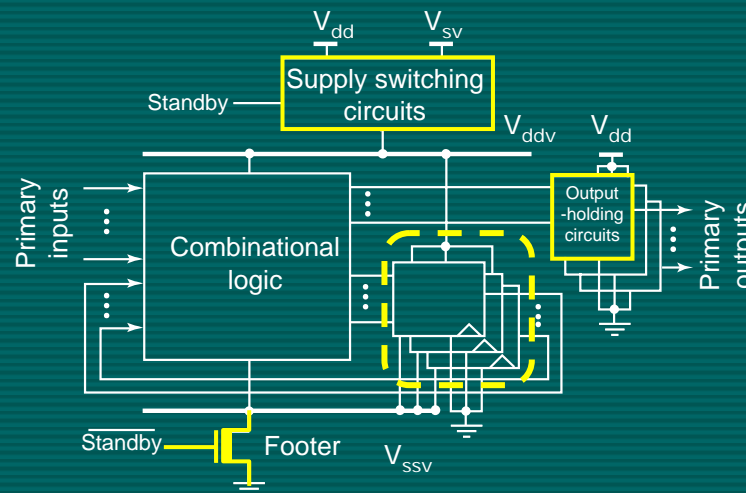 Vdd
Vsv
Supply switching
circuits
Standby
Vddv
Vdd
Primary
inputs
Combinational
logic
Output
-holding
circuits
Primary
outputs
Standby
Footer
Vssv